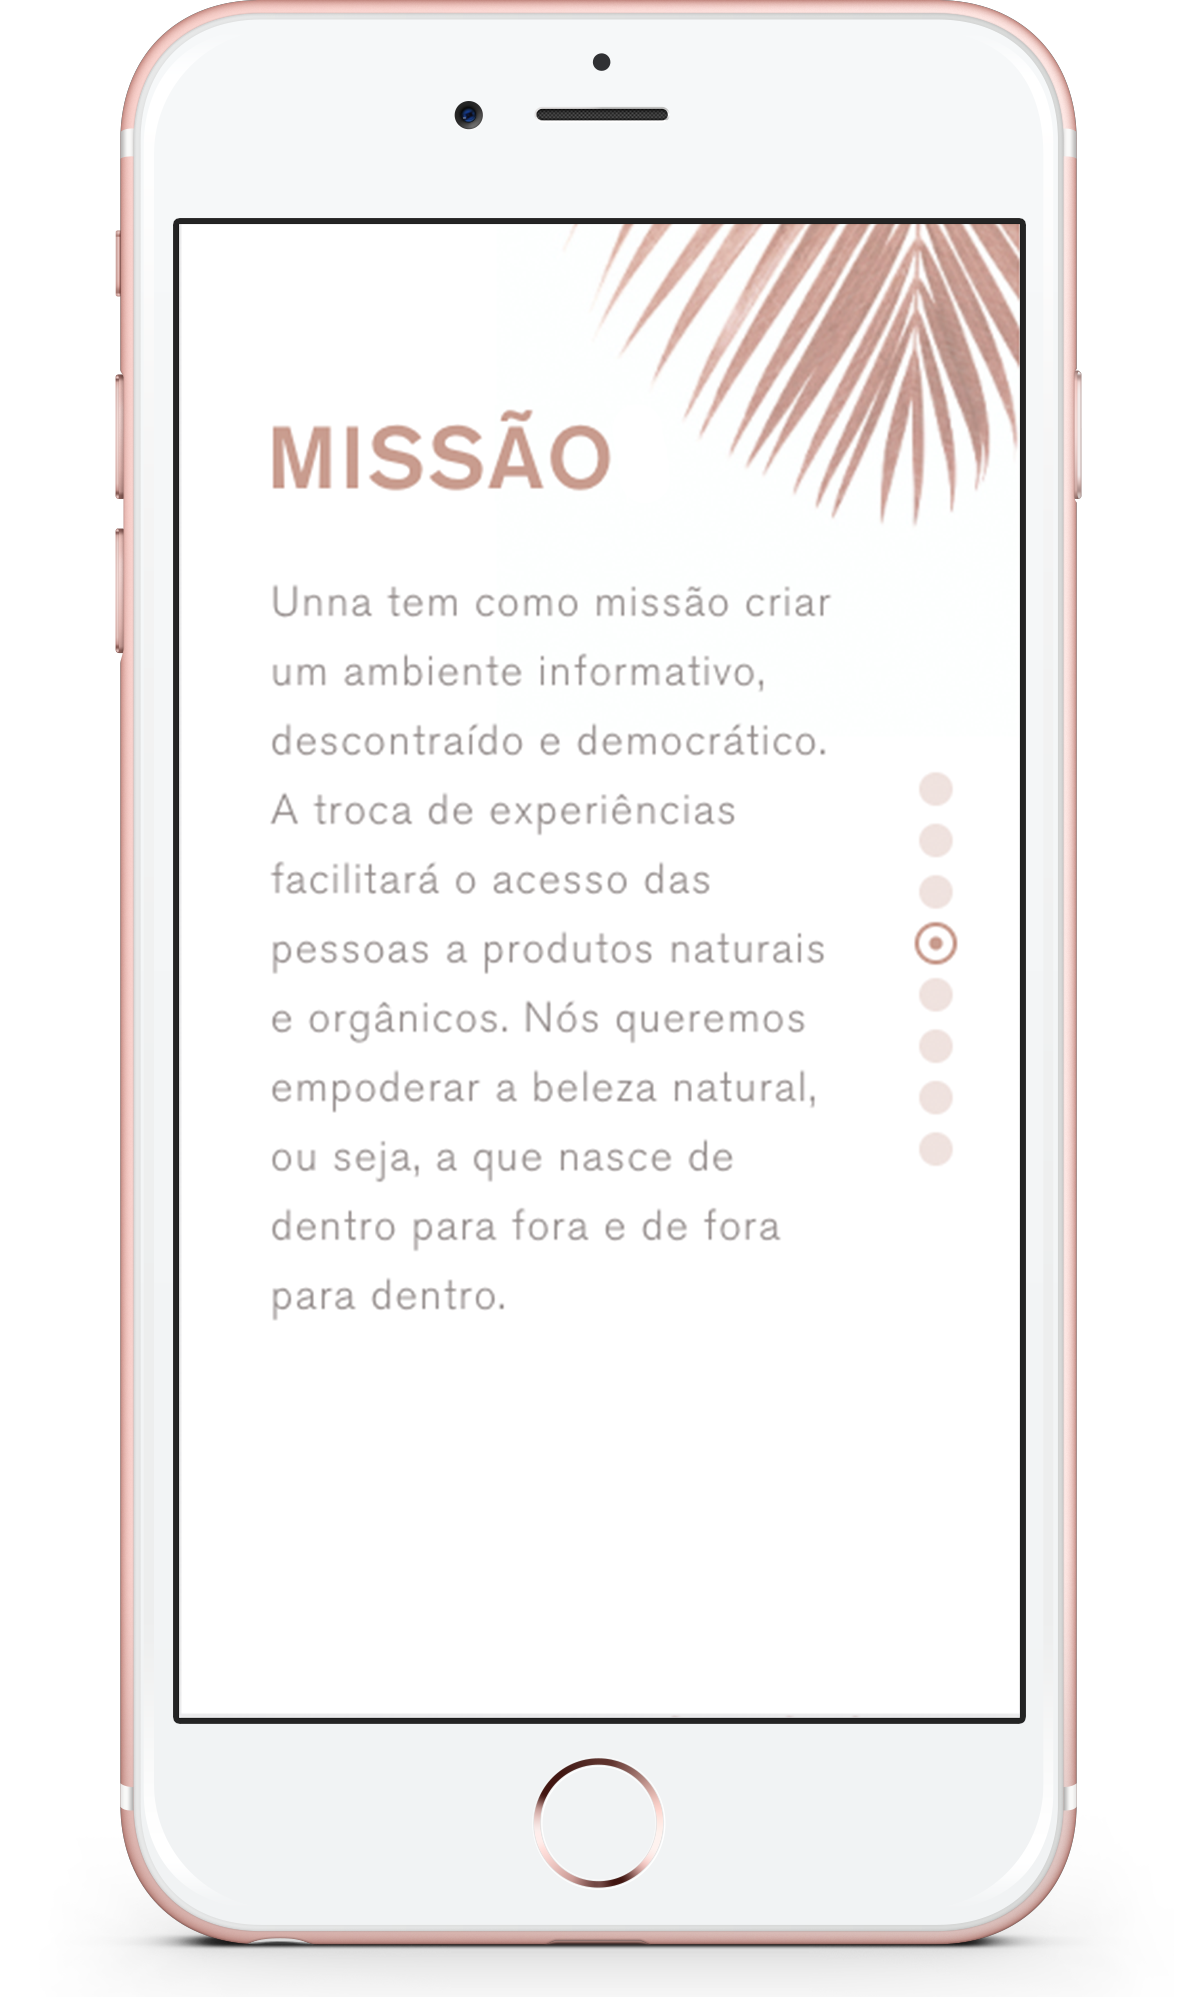 MISSÃO
Unna tem como missão criar
um ambiente informativo,
descontraído e democrático.
A troca de experiências
facilitará o acesso das
pessoas a produtos naturais
e orgânicos. Nós queremos
empoderar a beleza natural,
ou seja, a que nasce de
dentro para fora e de fora
para dentro.